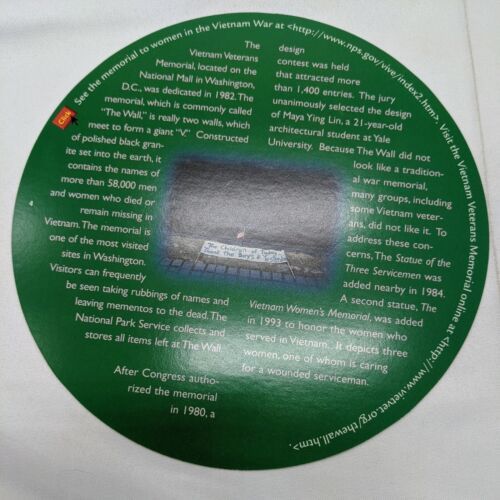 See the memorial to women in the Vietnam War at <http://www.nps.gov/vive/index2.htm>. Visit the Vietnam Veterans Memorial online at <http://www.vietvet.org/thewall.htm>.
Click
The
Vietnam Veterans
Memorial, located on the
National Mall in Washington,
D.C., was dedicated in 1982. The
memorial, which is commonly called
"The Wall," is really two walls, which
meet to form a giant "V." Constructed
of polished black gran-
ite set into the earth, it
contains the names of
more than 58,000 men
and women who died or
remain missing in
Vietnam. The memorial is
one of the most visited
sites in Washington.
Visitors can frequently
be seen taking rubbings of names and
leaving mementos to the dead. The
National Park Service collects and
stores all items left at The Wall
After Congress autho-
rized the memorial
in 1980, a
design
contest was held
that attracted more
than 1,400 entries. The jury
unanimously selected the design
of Maya Ying Lin, a 21-year-old
architectural student at Yale
University. Because The Wall did not
look like a tradition-
al war memorial,
many groups, including
some Vietnam veter-
ans, did not like it. To
address these con-
cerns, The Statue of the
Three Servicemen was
added nearby in 1984.
A second statue, The
Vietnam Women's Memorial, was added
in 1993 to honor the women who
served in Vietnam. It depicts three
women, one of whom is caring
for a wounded serviceman.
The Children of Today